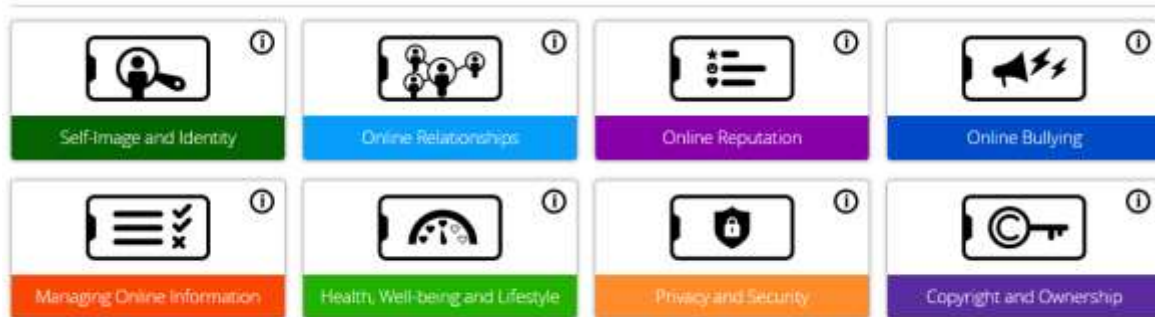 Self-Image and Identity
Online Relationships
Online Reputation
Online Bullying
Managing Online Information
Health, Well-being and Lifestyle
Privacy and Security
Copyright and Ownership